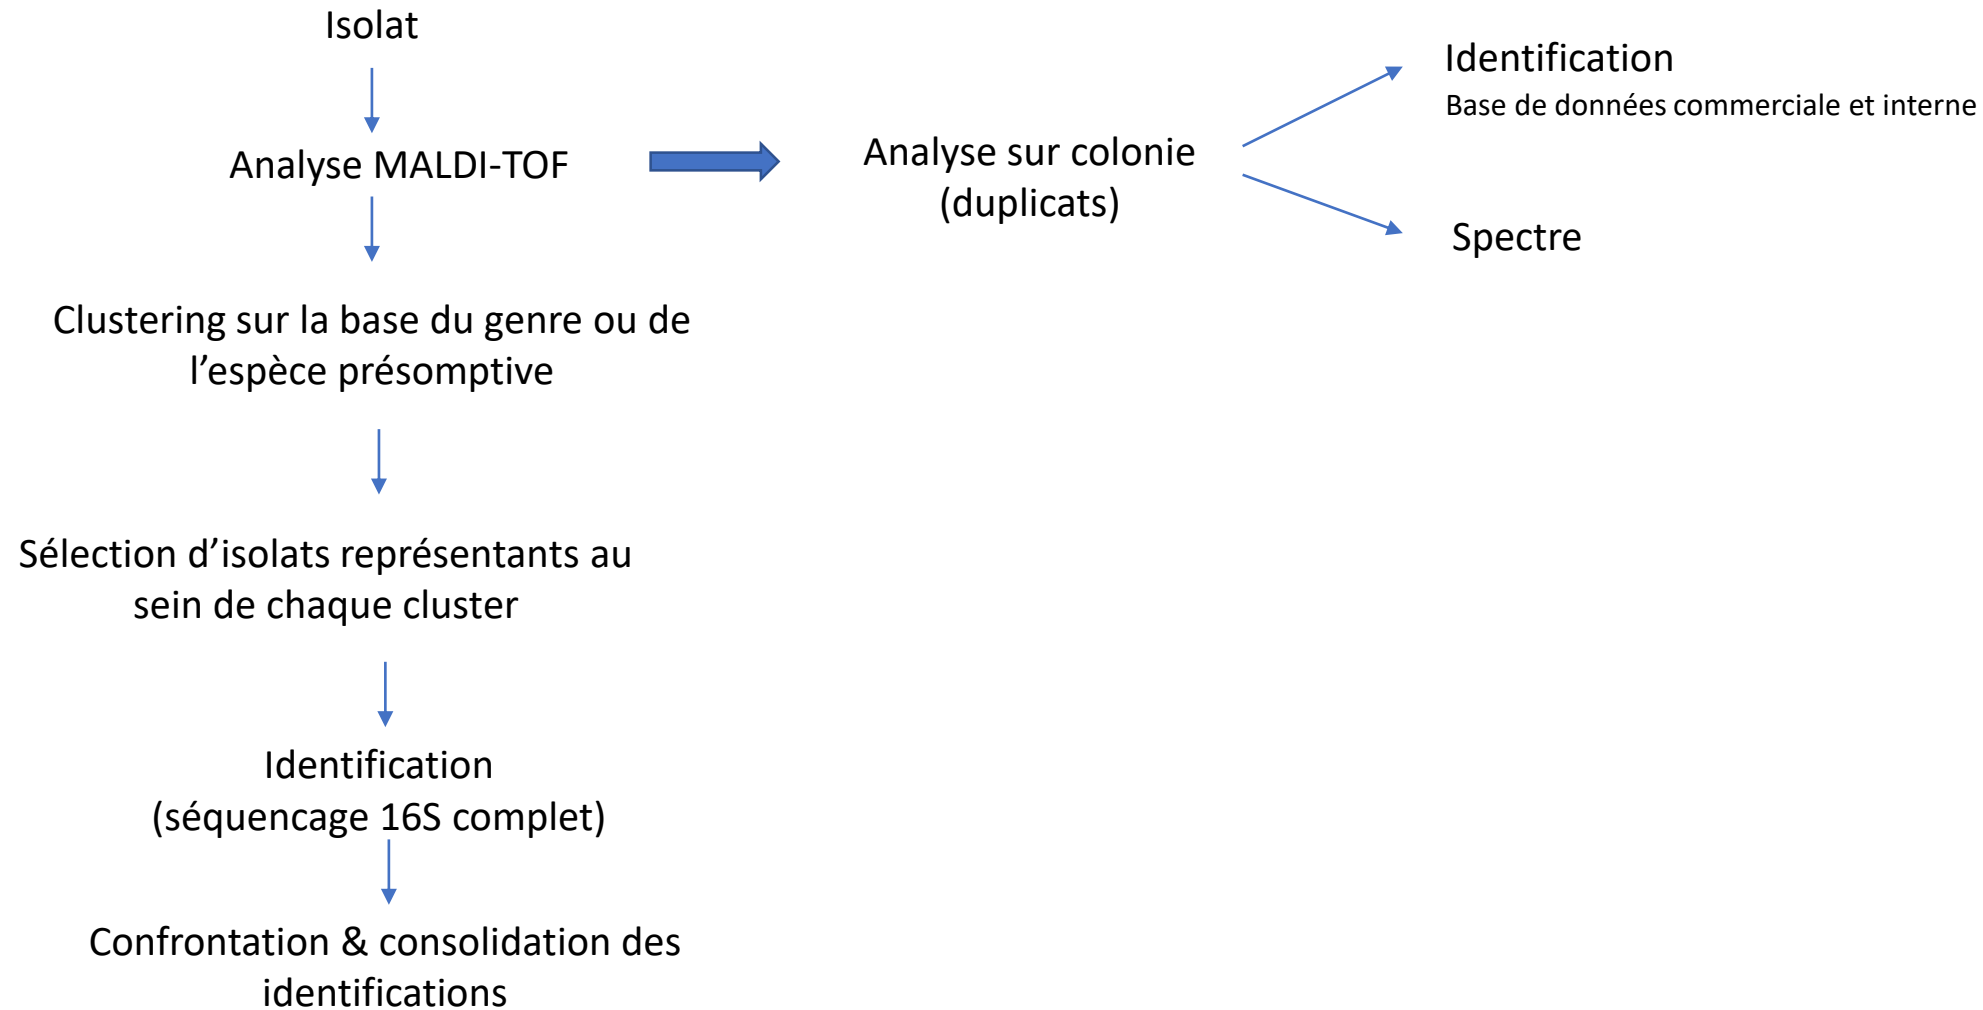 Isolat
Analyse MALDI-TOF
Clustering sur la base du genre ou de
l’espèce présomptive
Sélection d’isolats représentants au
sein de chaque cluster
Identification
(séquencage 16S complet)
Confrontation & consolidation des
identifications
Analyse sur colonie
(duplicats)
Identification
Base de données commerciale et interne
Spectre